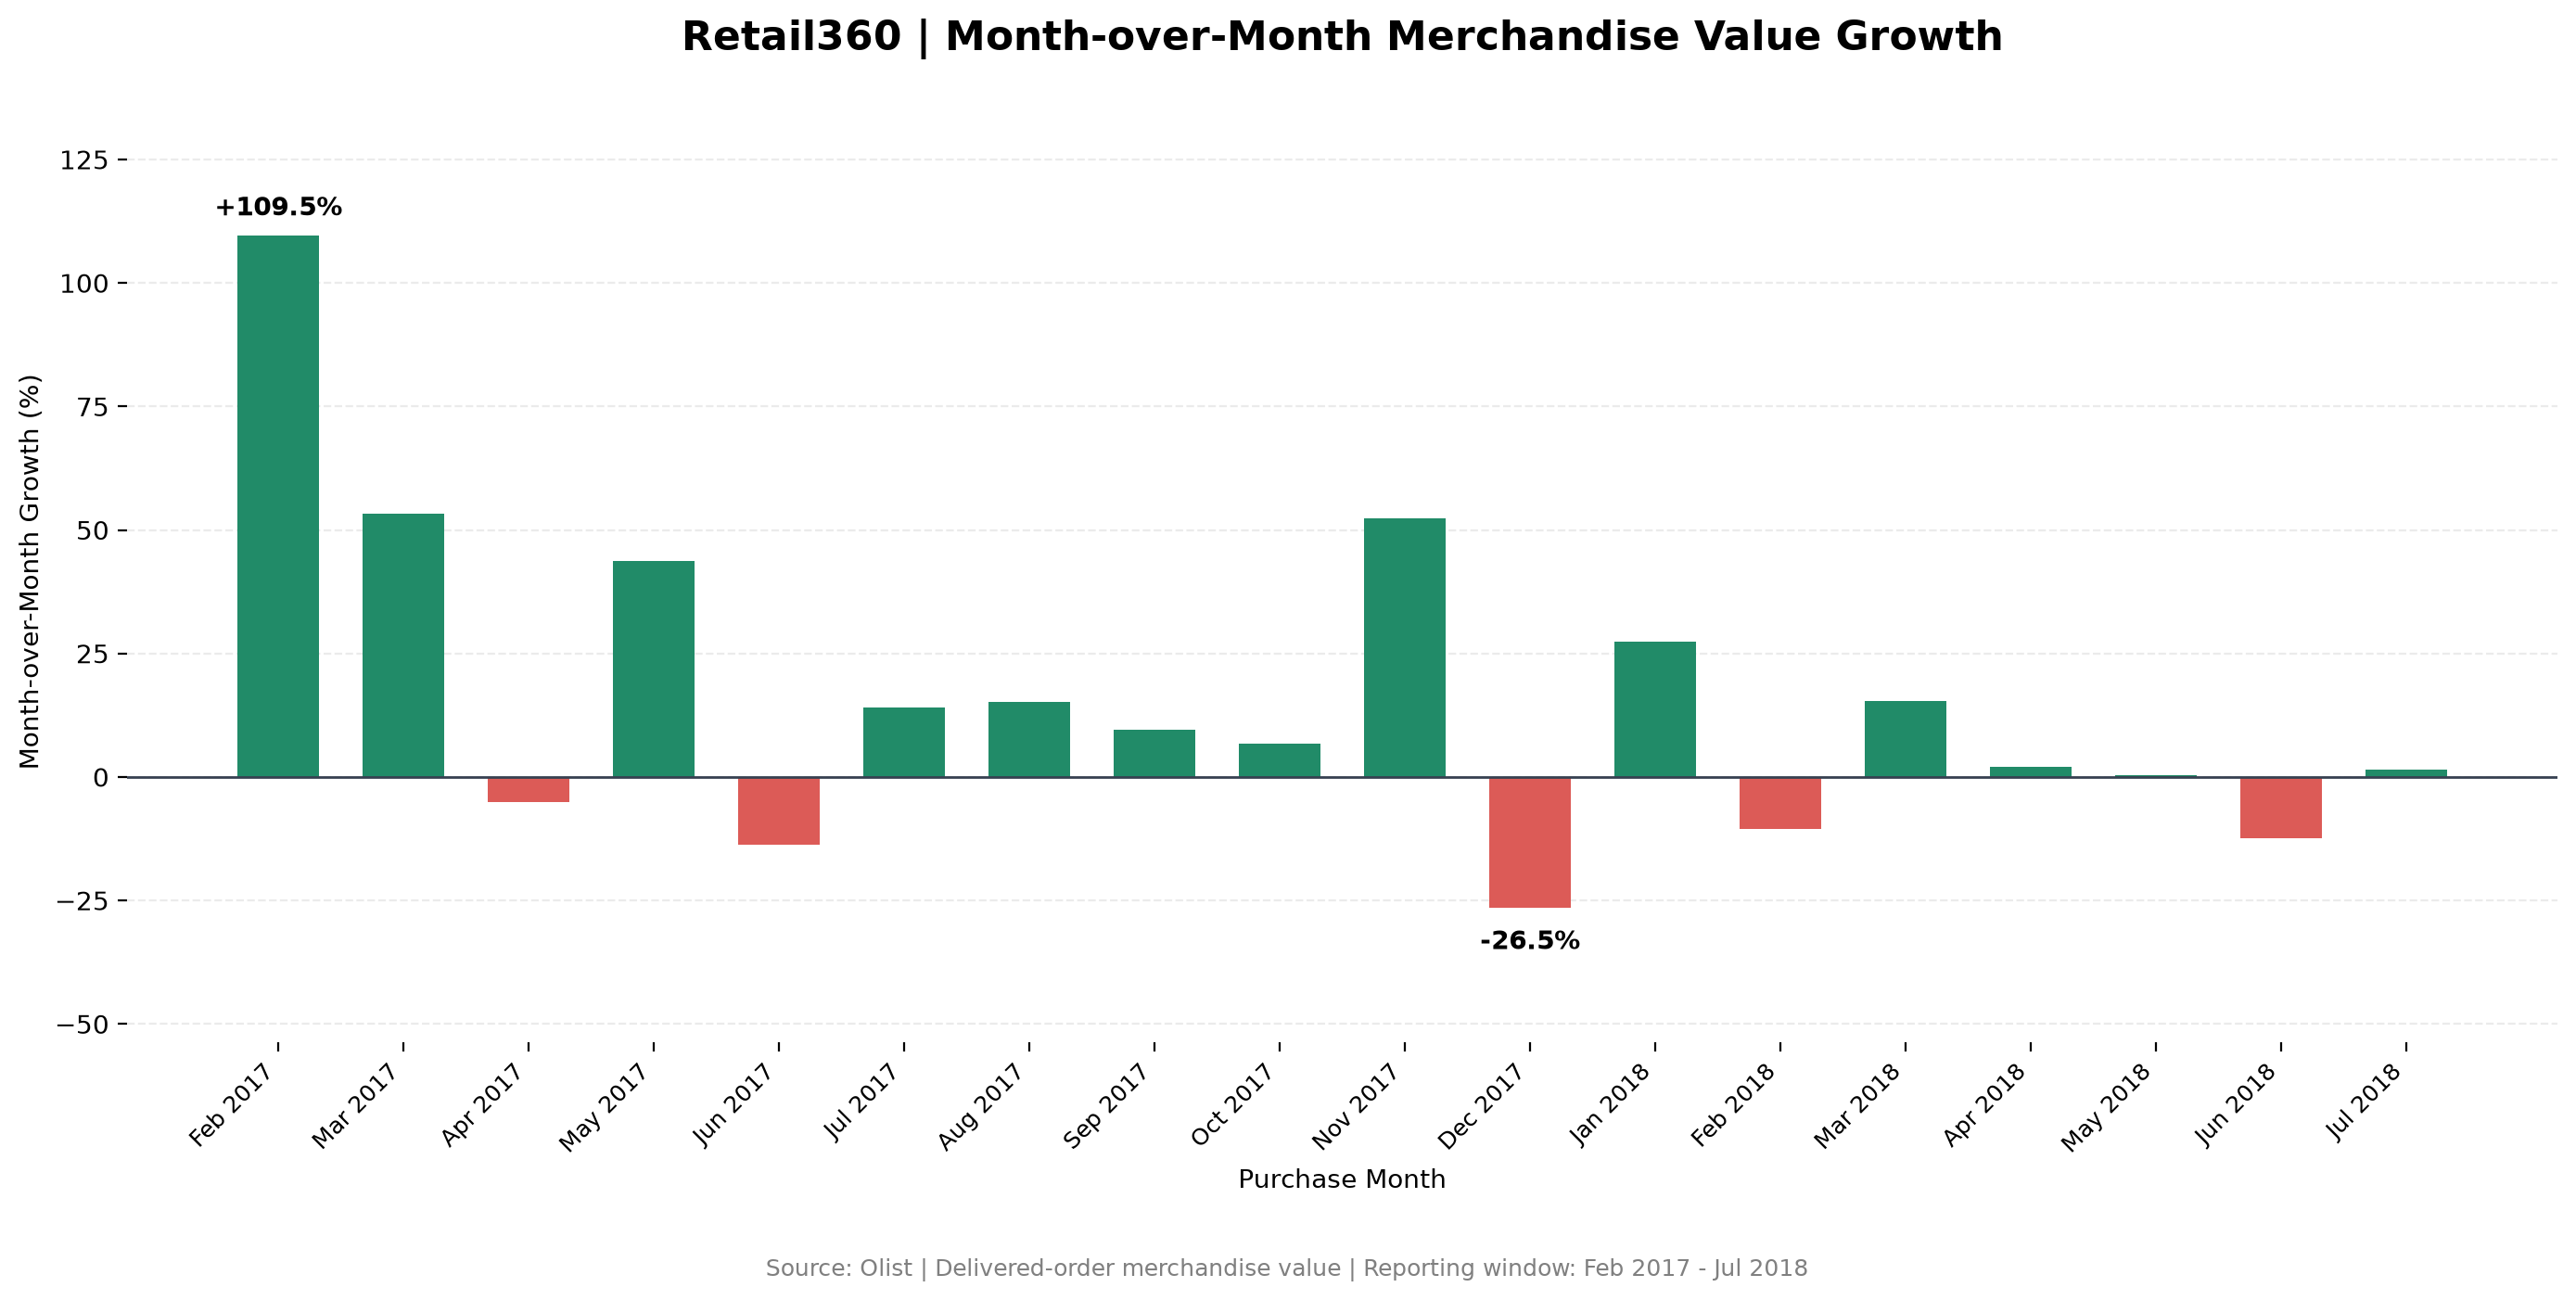 Retail360 | Month-over-Month Merchandise Value Growth
Month-over-Month Growth (%)
125
100
75
50
25
0
−25
−50
+109.5%
-26.5%
Feb 2017
Mar 2017
Apr 2017
May 2017
Jun 2017
Jul 2017
Aug 2017
Sep 2017
Oct 2017
Nov 2017
Dec 2017
Jan 2018
Feb 2018
Mar 2018
Apr 2018
May 2018
Jun 2018
Jul 2018
Purchase Month
Source: Olist | Delivered-order merchandise value | Reporting window: Feb 2017 - Jul 2018